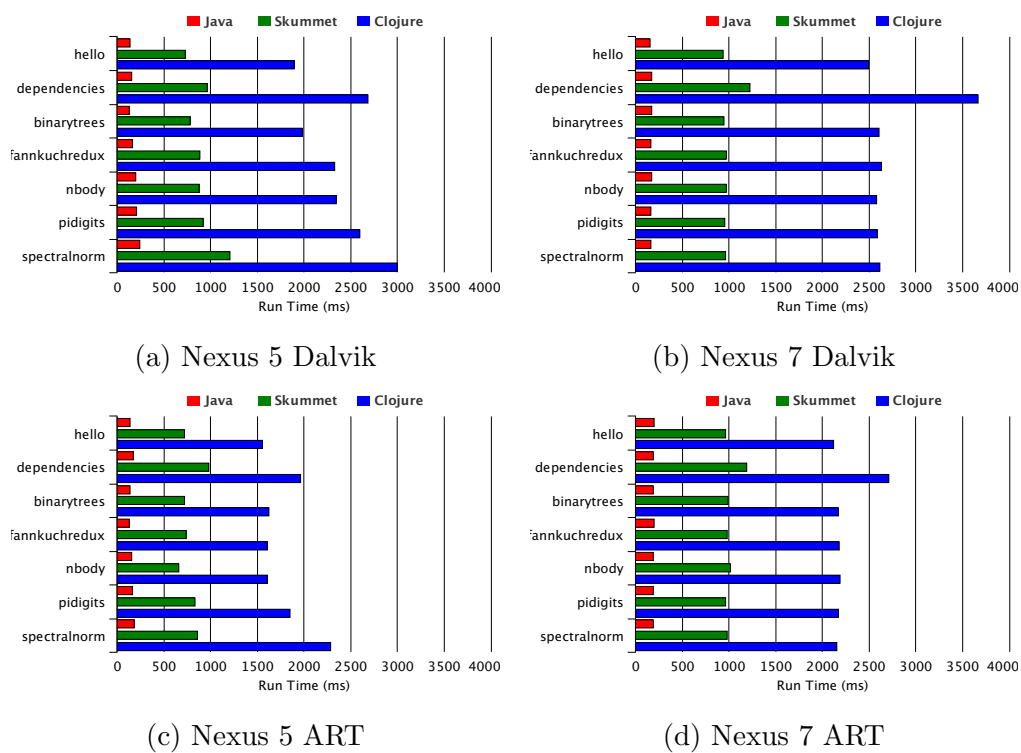 Java Skummet Clojure
hello
dependencies
binarytrees
fannkuchredux
nbody
pidigits
spectralnorm
0 500 1000 1500 2000 2500 3000 3500 4000
Run Time (ms)
(a) Nexus 5 Dalvik
Java Skummet Clojure
hello
dependencies
binarytrees
fannkuchredux
nbody
pidigits
spectralnorm
0 500 1000 1500 2000 2500 3000 3500 4000
Run Time (ms)
(b) Nexus 7 Dalvik
Java Skummet Clojure
hello
dependencies
binarytrees
fannkuchredux
nbody
pidigits
spectralnorm
0 500 1000 1500 2000 2500 3000 3500 4000
Run Time (ms)
(c) Nexus 5 ART
Java Skummet Clojure
hello
dependencies
binarytrees
fannkuchredux
nbody
pidigits
spectralnorm
0 500 1000 1500 2000 2500 3000 3500 4000
Run Time (ms)
(d) Nexus 7 ART